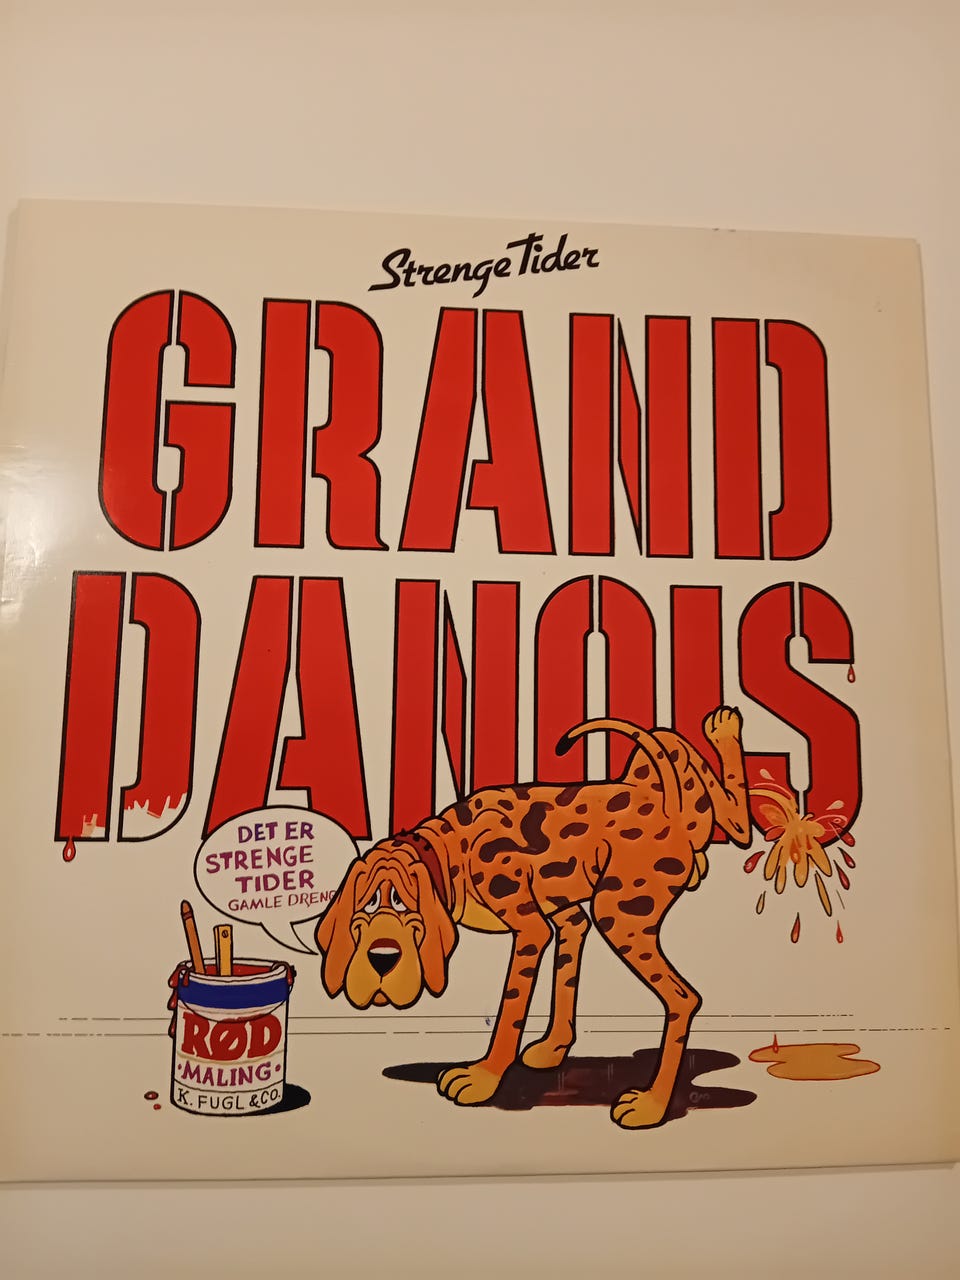 Strenge Tider
GRAND
DANOIS
DET ER
STRENGE
TIDER
GAMLE DRENG
RØD
·MALING·
K. FUGL & CO.